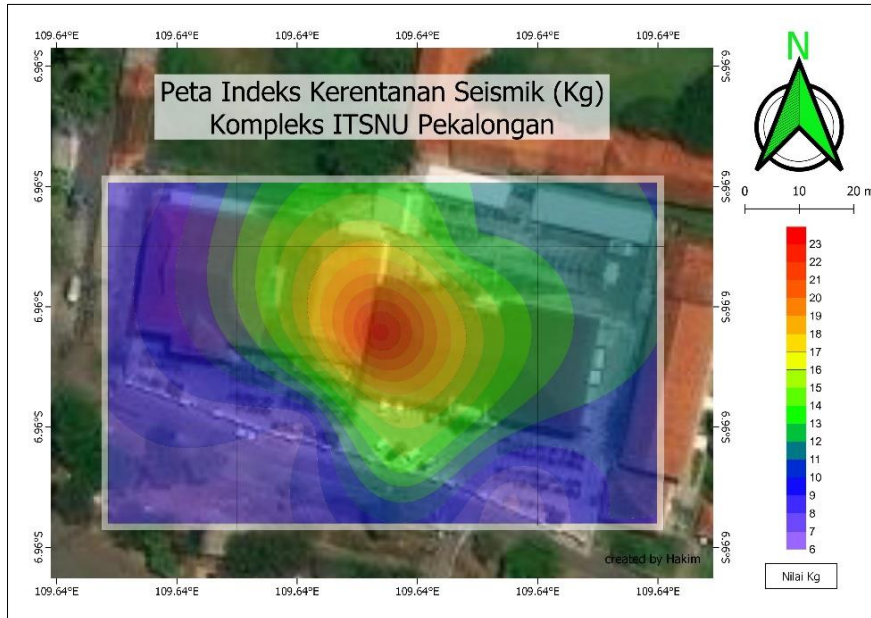 109.64°E 109.64°E 109.64°E 109.64°E 109.64°E 109.64°E
N
6.96°S 6.96°S
Peta Indeks Kerentanan Seismik (Kg)
Kompleks ITSNU Pekalongan
6.96°S 6.96°S
0 10 20 m
23
22
21
20
6.96°S 6.96°S
19
18
17
16
15
14
6.96°S 6.96°S
13
12
11
10
9
8
6.96°S 6.96°S
7
6
created by Hakim
Nilai Kg
109.64°E 109.64°E 109.64°E 109.64°E 109.64°E 109.64°E